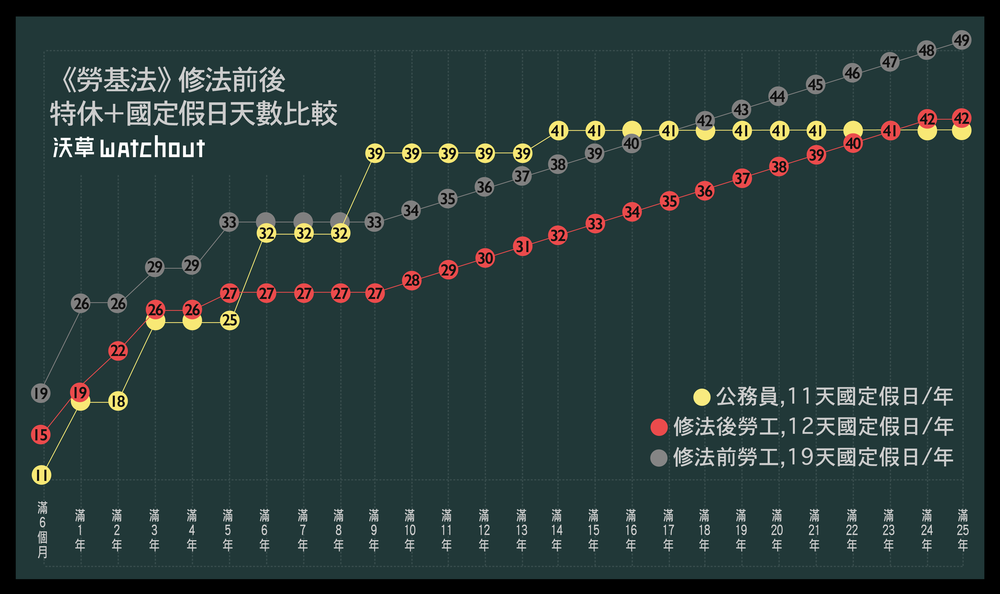 《勞基法》修法前後
特休＋國定假日天數比較
沃草 watchout
19 26 26 29 29 33 33 34 35 36 37 38 39 40 42 43 44 45 46 47 48 49
11 18 25 32 32 32 39 39 39 39 39 41 41 41 41 41 41
15 19 22 26 26 27 27 27 27 27 28 29 30 31 32 33 34 35 36 37 38 39 40 41 42 42
公務員,11天國定假日/年
修法後勞工,12天國定假日/年
修法前勞工,19天國定假日/年
滿6個月
滿1年
滿2年
滿3年
滿4年
滿5年
滿6年
滿7年
滿8年
滿9年
滿10年
滿11年
滿12年
滿13年
滿14年
滿15年
滿16年
滿17年
滿18年
滿19年
滿20年
滿21年
滿22年
滿23年
滿24年
滿25年